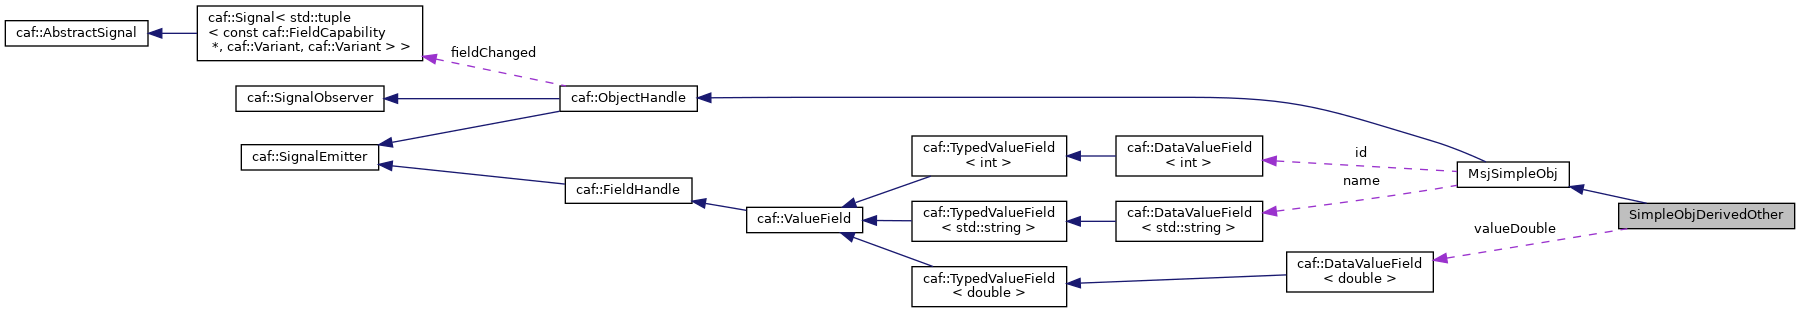 caf::Signal< std::tuple
< const caf::FieldCapability
*, caf::Variant, caf::Variant > >
caf::AbstractSignal
fieldChanged
caf::SignalObserver
caf::ObjectHandle
caf::SignalEmitter
caf::TypedValueField
< int >
caf::DataValueField
< int >
id
name
MsjSimpleObj
caf::FieldHandle
caf::ValueField
caf::TypedValueField
< std::string >
caf::DataValueField
< std::string >
SimpleObjDerivedOther
valueDouble
caf::TypedValueField
< double >
caf::DataValueField
< double >